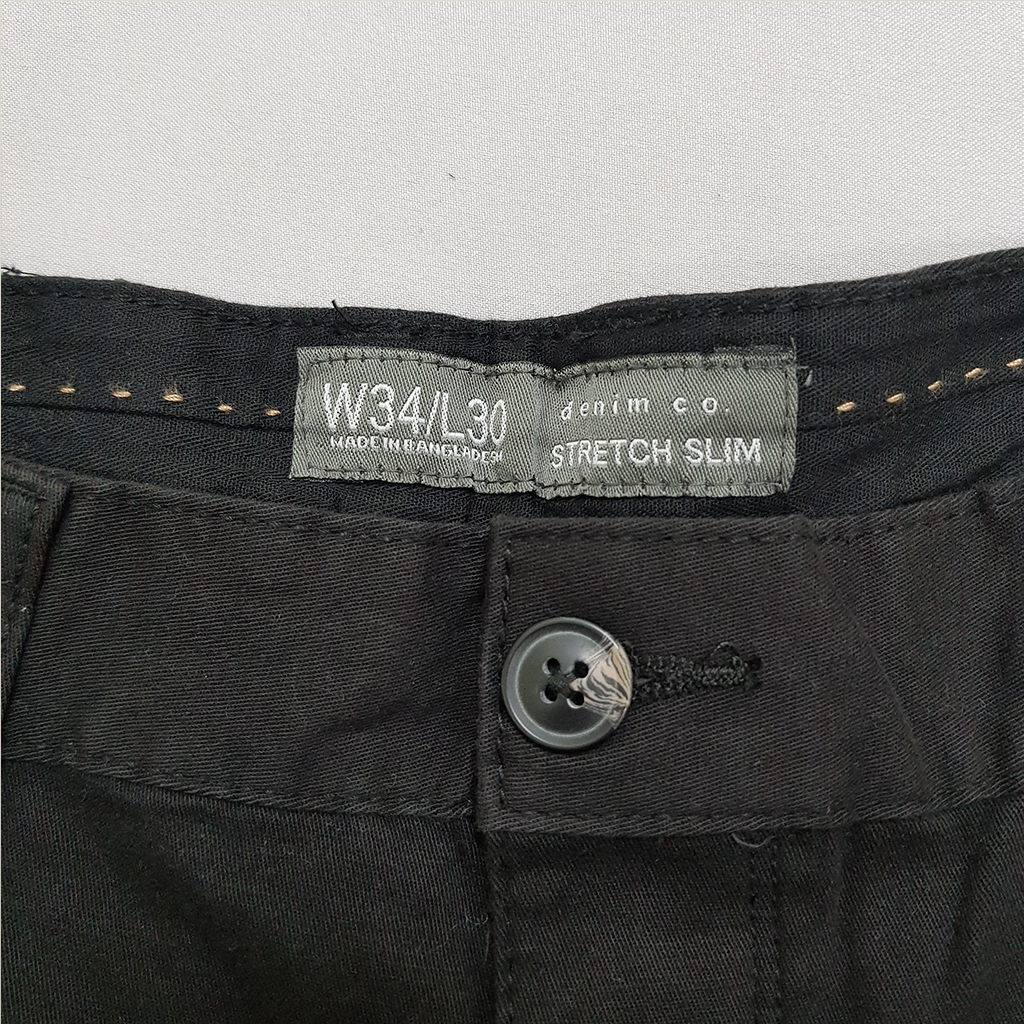 W34/L30
MADE IN BANGLADESH
denim co.
STRETCH SLIM